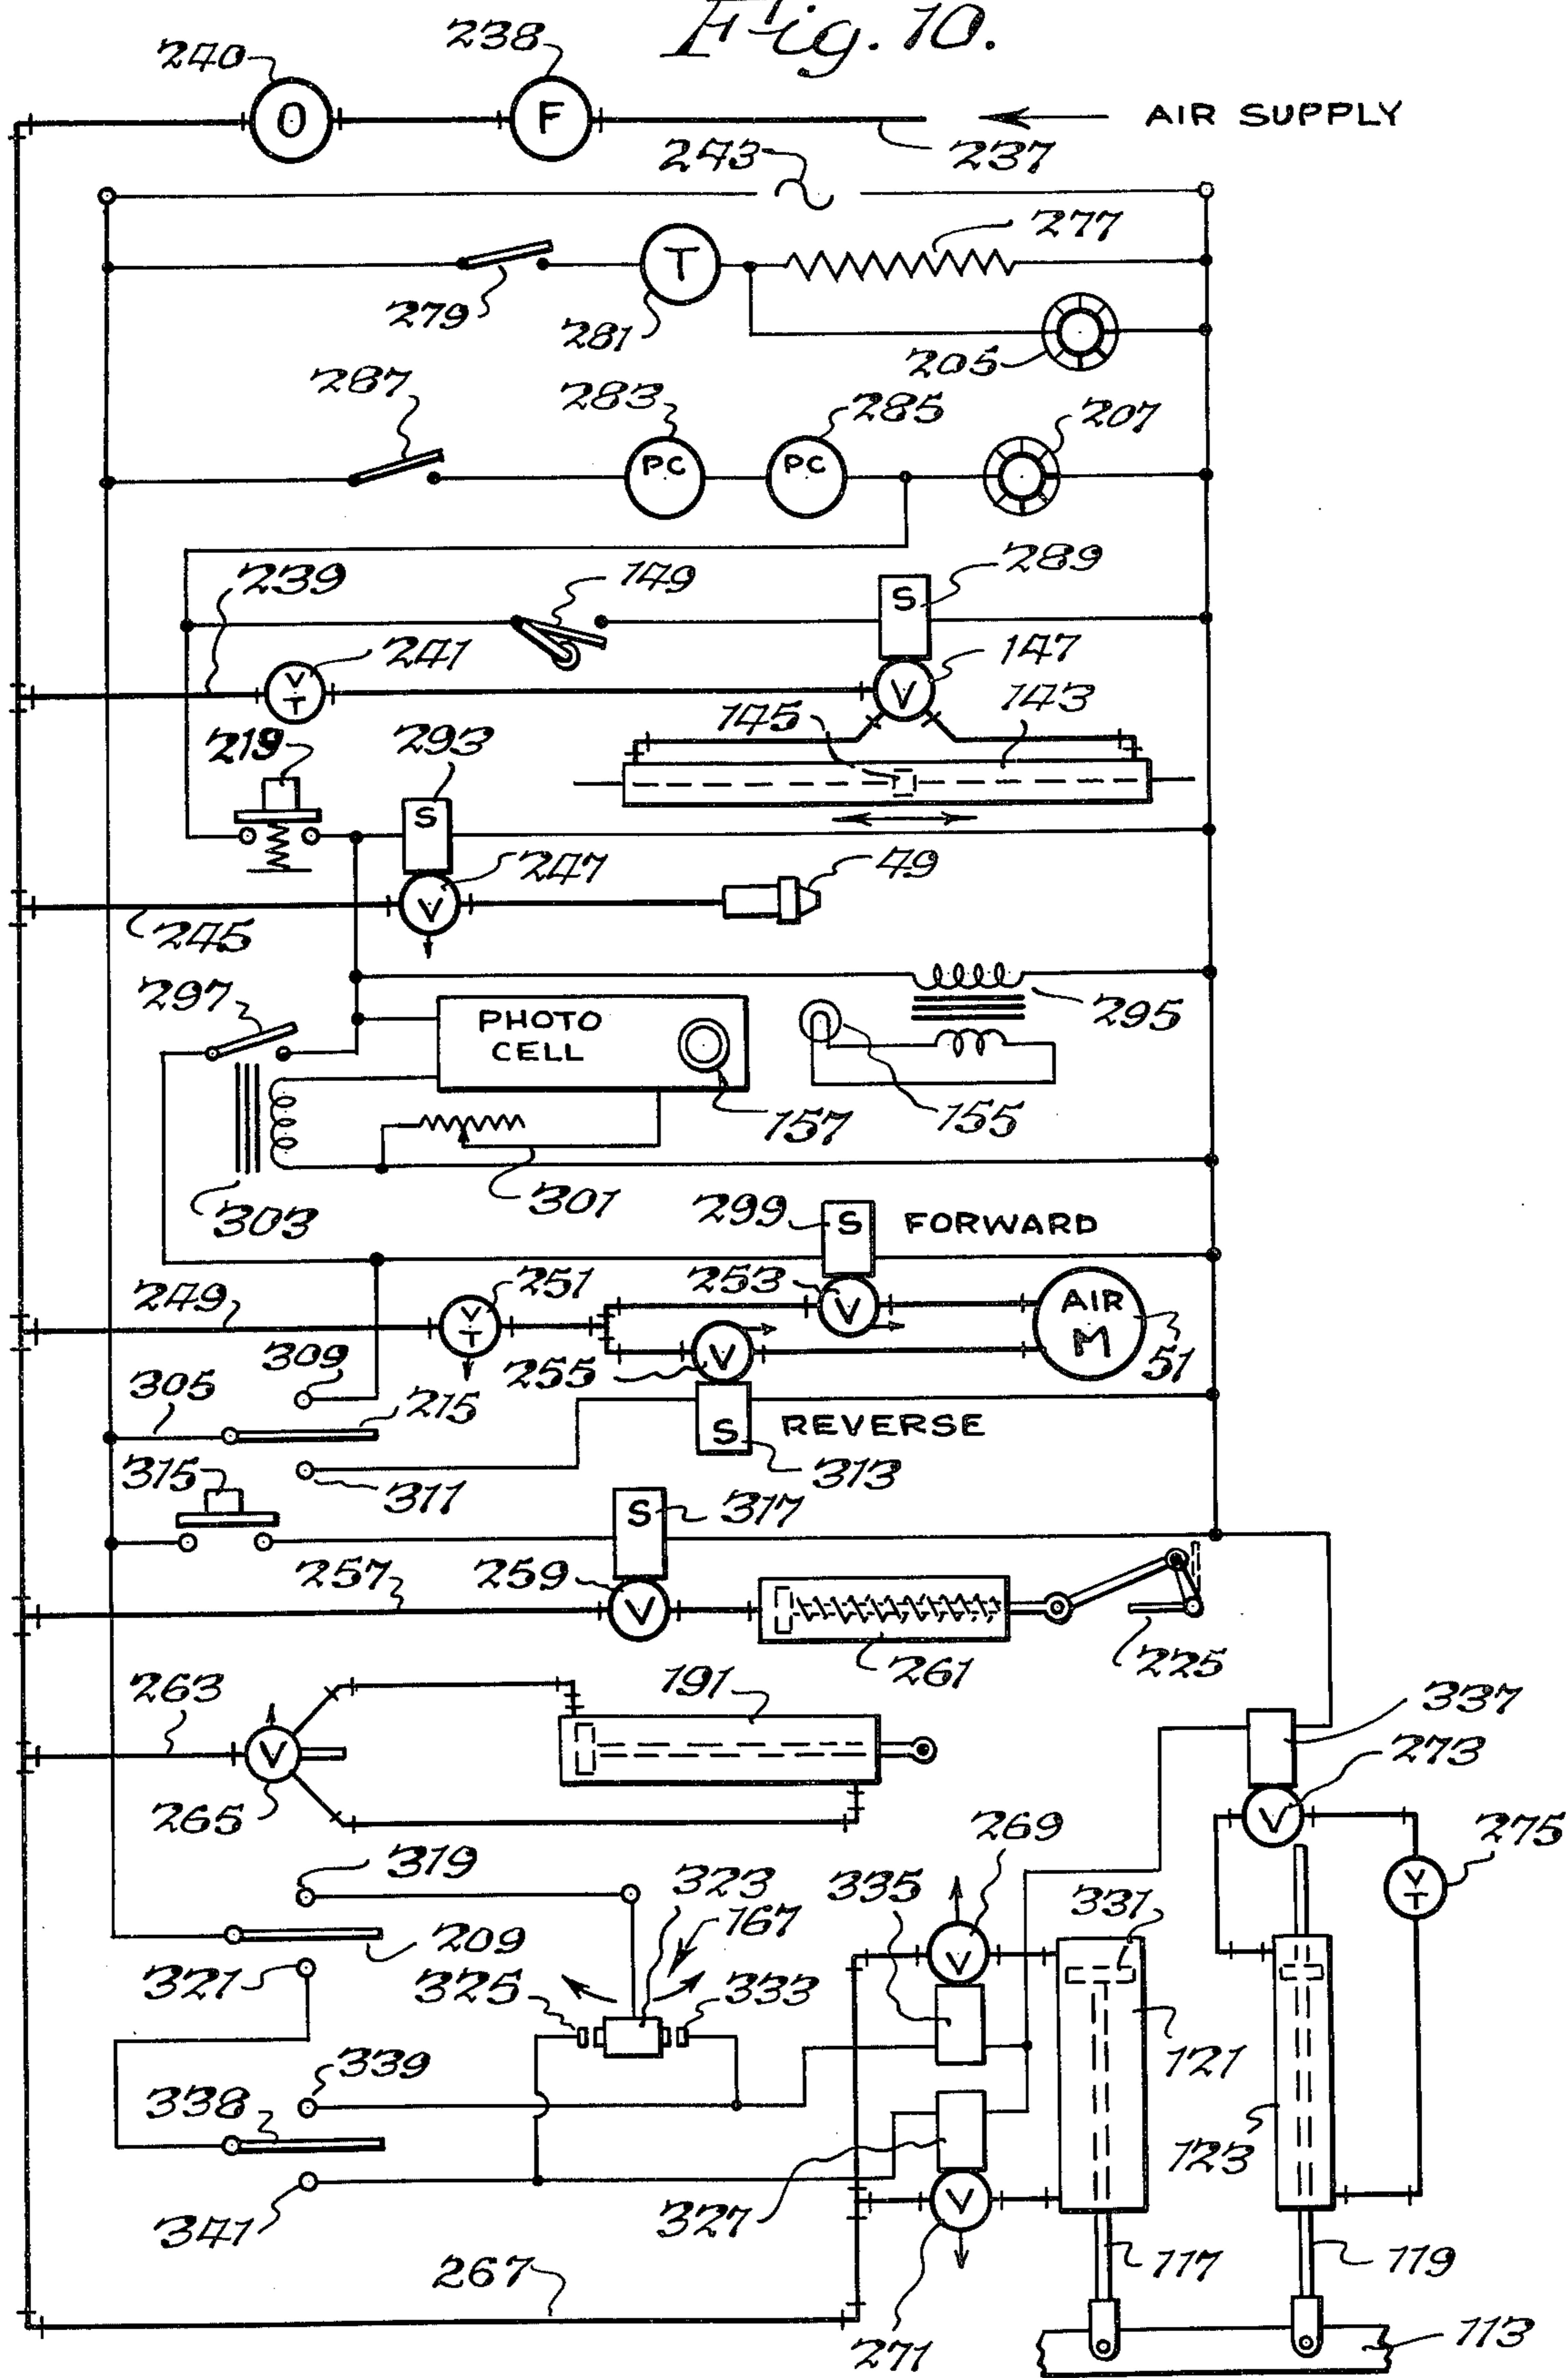 Fig. 10.
240
238
O
F
AIR SUPPLY
237
243
277
279
T
281
205
287
283
285
207
PC
PC
239
149
S
289
241
V
T
147
V
143
145
219
293
S
247
49
V
245
297
PHOTO
CELL
295
157
155
303
301
299
S
FORWARD
249
251
253
V
AIR
M
V
T
V
255
51
309
305
215
S
REVERSE
313
315
311
S
317
257
259
V
261
225
263
191
337
V
273
265
V
269
275
319
323
335
331
V
T
167
209
V
321
325
333
339
121
338
123
341
327
V
117
119
267
271
113